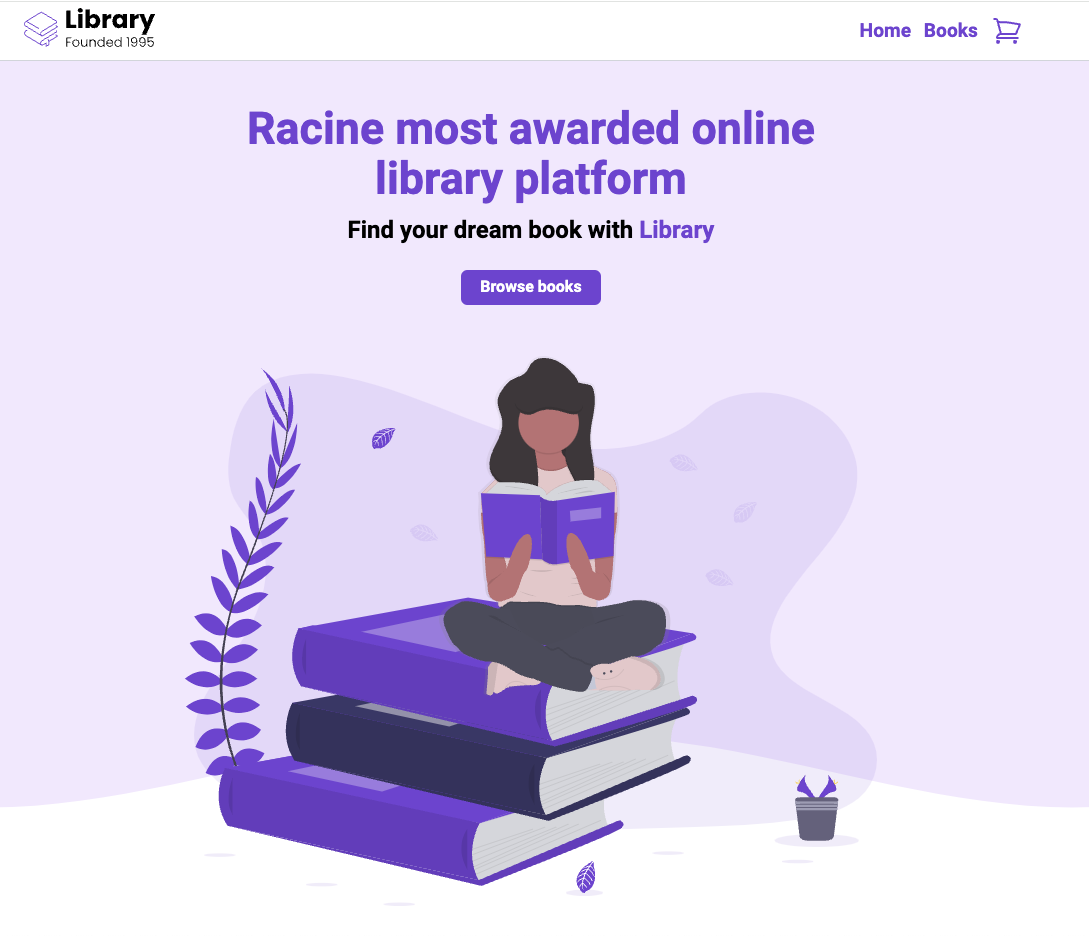 Library
Founded 1995
Home Books
Racine most awarded online
library platform
Find your dream book with Library
Browse books